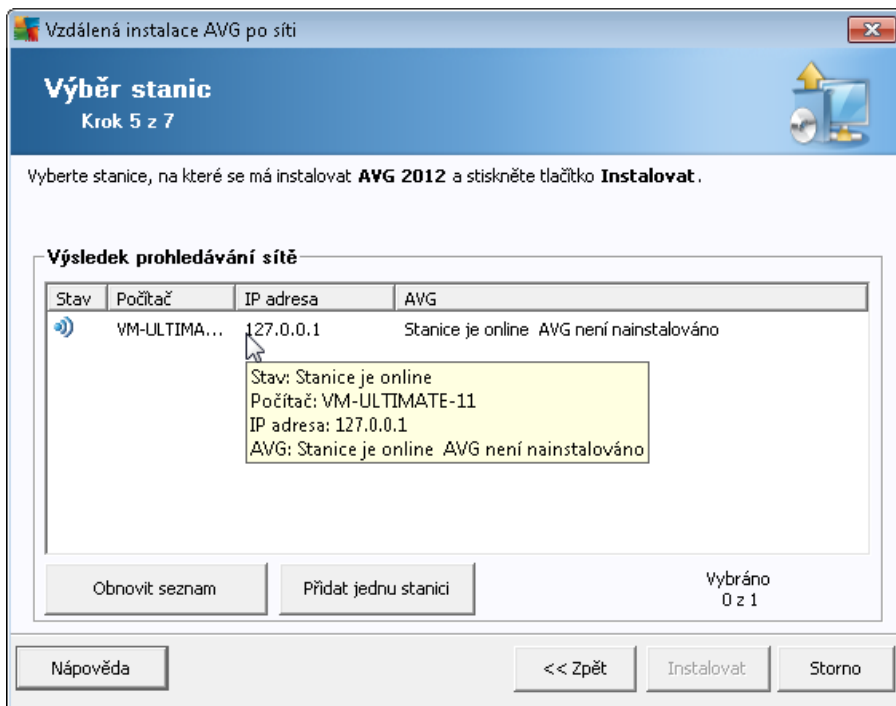 Vzdálená instalace AVG po síti
Výběr stanic
Krok 5 z 7
Vyberte stanice, na které se má instalovat AVG 2012 a stiskněte tlačítko Instalovat.
Výsledek prohledávání sítě
Stav Počítač IP adresa AVG
VM-ULTIMA... 127.0.0.1 Stanice je online AVG není nainstalováno
Stav: Stanice je online
Počítač: VM-ULTIMATE-11
IP adresa: 127.0.0.1
AVG: Stanice je online AVG není nainstalováno
Obnovit seznam Přidat jednu stanici Vybráno
0 z 1
Nápověda << Zpět Instalovat Storno